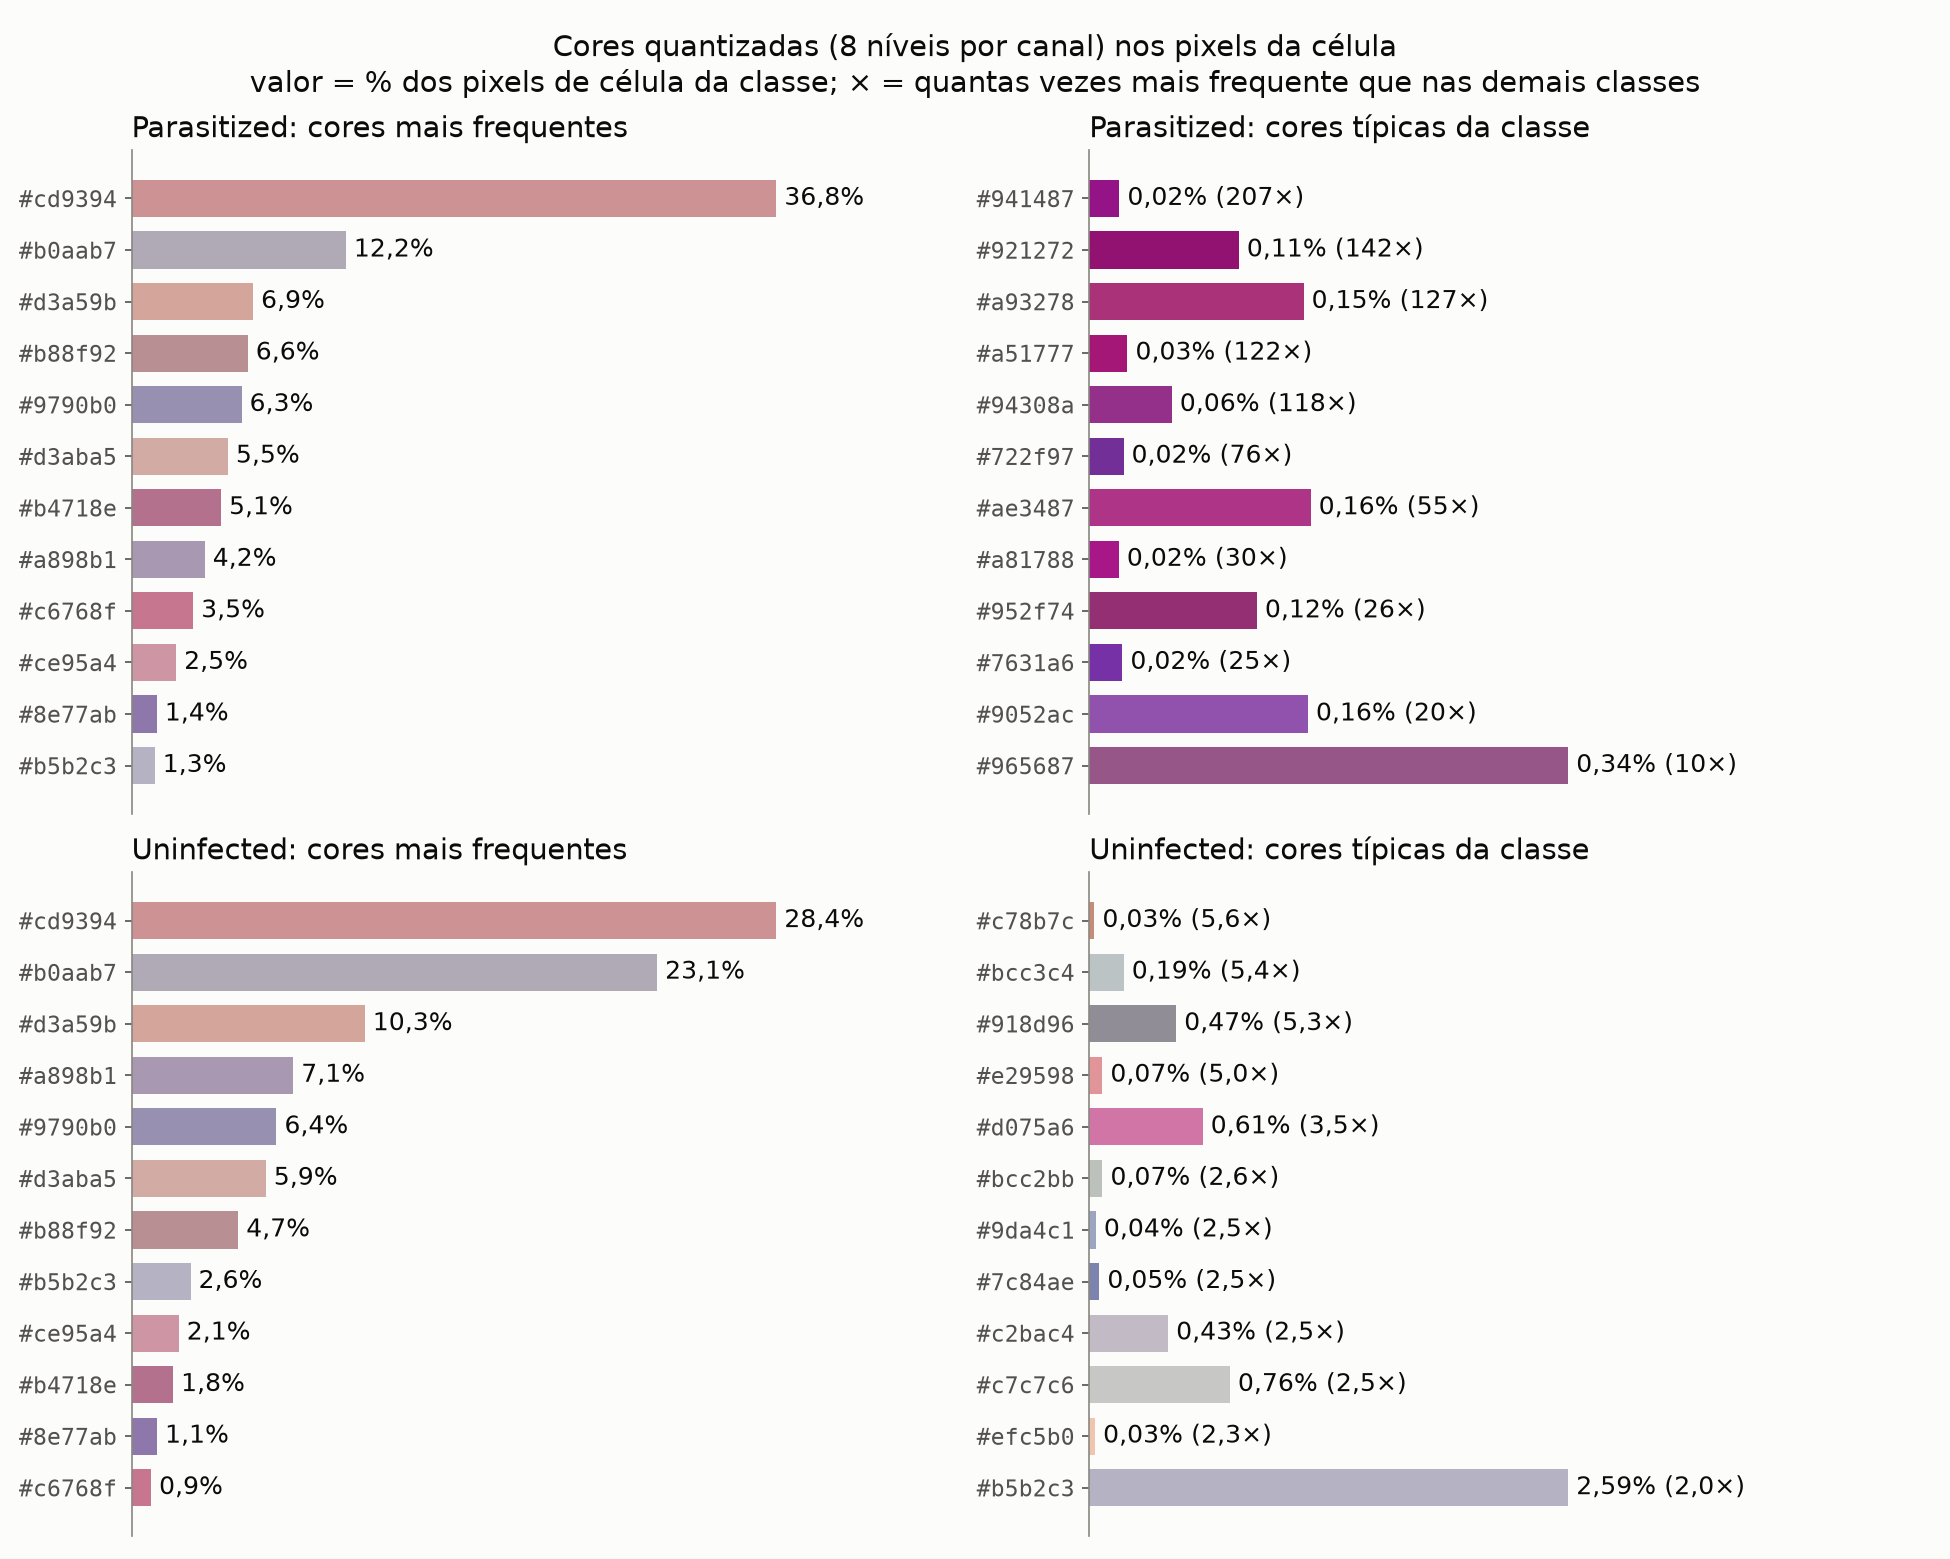 Cores quantizadas (8 níveis por canal) nos pixels da célula
valor = % dos pixels de célula da classe; × = quantas vezes mais frequente que nas demais classes
Parasitized: cores mais frequentes
#cd9394 36,8%
#b0aab7 12,2%
#d3a59b 6,9%
#b88f92 6,6%
#9790b0 6,3%
#d3aba5 5,5%
#b4718e 5,1%
#a898b1 4,2%
#c6768f 3,5%
#ce95a4 2,5%
#8e77ab 1,4%
#b5b2c3 1,3%
Parasitized: cores típicas da classe
#941487 0,02% (207×)
#921272 0,11% (142×)
#a93278 0,15% (127×)
#a51777 0,03% (122×)
#94308a 0,06% (118×)
#722f97 0,02% (76×)
#ae3487 0,16% (55×)
#a81788 0,02% (30×)
#952f74 0,12% (26×)
#7631a6 0,02% (25×)
#9052ac 0,16% (20×)
#965687 0,34% (10×)
Uninfected: cores mais frequentes
#cd9394 28,4%
#b0aab7 23,1%
#d3a59b 10,3%
#a898b1 7,1%
#9790b0 6,4%
#d3aba5 5,9%
#b88f92 4,7%
#b5b2c3 2,6%
#ce95a4 2,1%
#b4718e 1,8%
#8e77ab 1,1%
#c6768f 0,9%
Uninfected: cores típicas da classe
#c78b7c 0,03% (5,6×)
#bcc3c4 0,19% (5,4×)
#918d96 0,47% (5,3×)
#e29598 0,07% (5,0×)
#d075a6 0,61% (3,5×)
#bcc2bb 0,07% (2,6×)
#9da4c1 0,04% (2,5×)
#7c84ae 0,05% (2,5×)
#c2bac4 0,43% (2,5×)
#c7c7c6 0,76% (2,5×)
#efc5b0 0,03% (2,3×)
#b5b2c3 2,59% (2,0×)